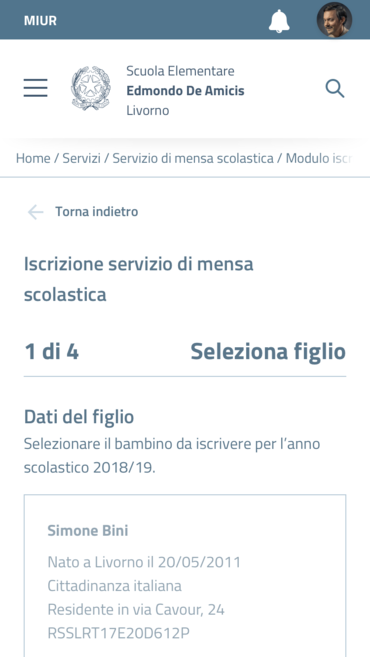 MIUR
Scuola Elementare
Edmondo De Amicis
Livorno
Home / Servizi / Servizio di mensa scolastica / Modulo iscr
Torna indietro
Iscrizione servizio di mensa
scolastica
1 di 4
Seleziona figlio
Dati del figlio
Selezionare il bambino da iscrivere per l’anno
scolastico 2018/19.
Simone Bini
Nato a Livorno il 20/05/2011
Cittadinanza italiana
Residente in via Cavour, 24
RSSLRT17E20D612P